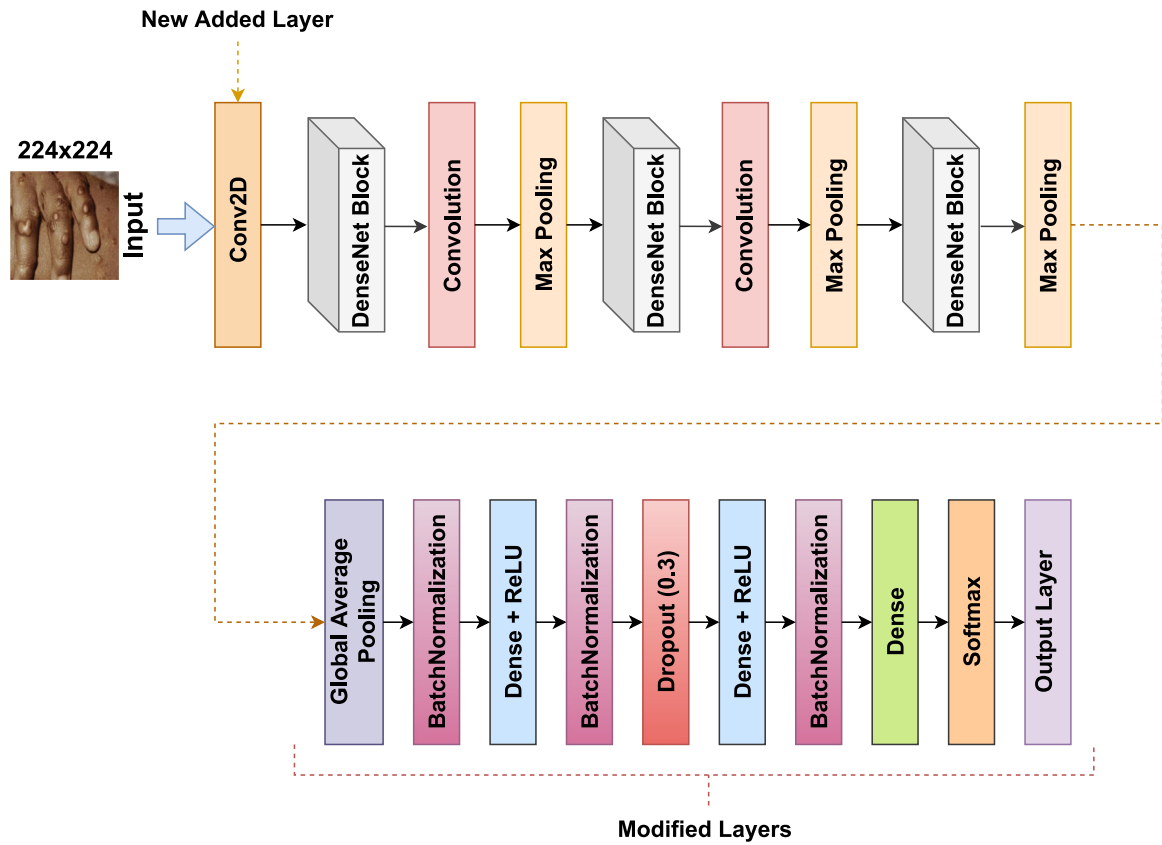 New Added Layer
224x224
Input
Conv2D
DenseNet Block
Convolution
Max Pooling
DenseNet Block
Convolution
Max Pooling
DenseNet Block
Max Pooling
Global Average
Pooling
BatchNormalization
Dense + ReLU
BatchNormalization
Dropout (0.3)
Dense + ReLU
BatchNormalization
Dense
Softmax
Output Layer
Modified Layers